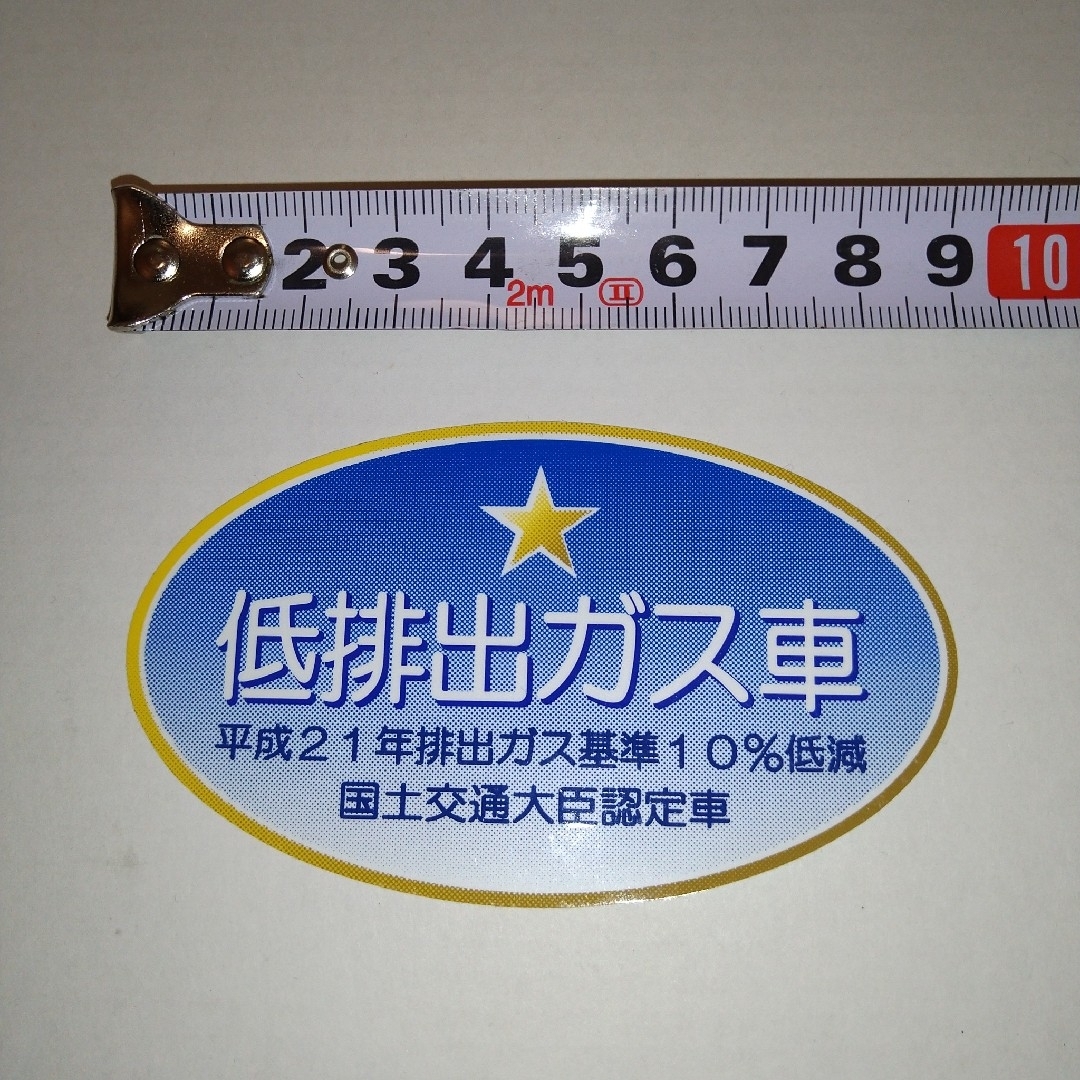 2 3 4 5 6 7 8 9 10
2m Ⅱ
低排出ガス車
平成21年排出ガス基準10%低減
国土交通大臣認定車